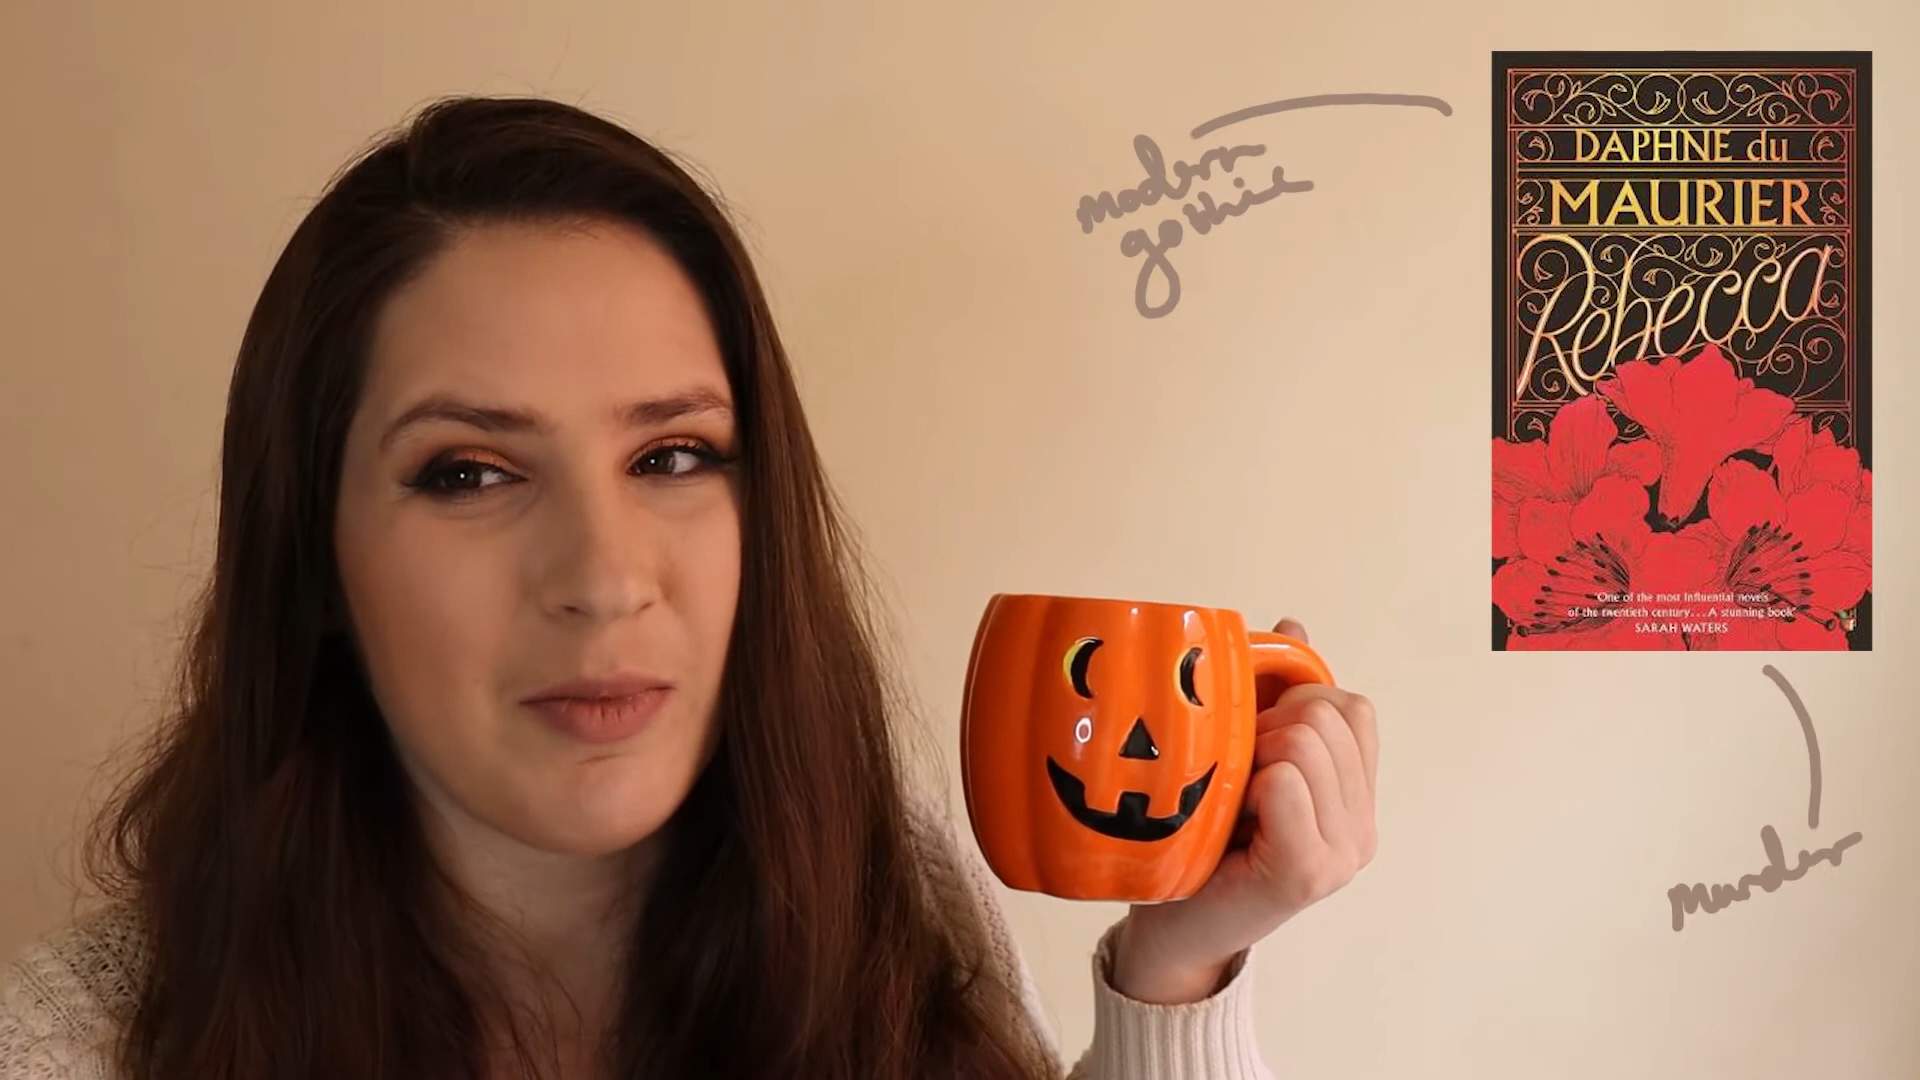 modern
gothic
DAPHNE du
MAURIER
Rebecca
"One of the most influential novels
of the twentieth century... A stunning book"
SARAH WATERS
murder